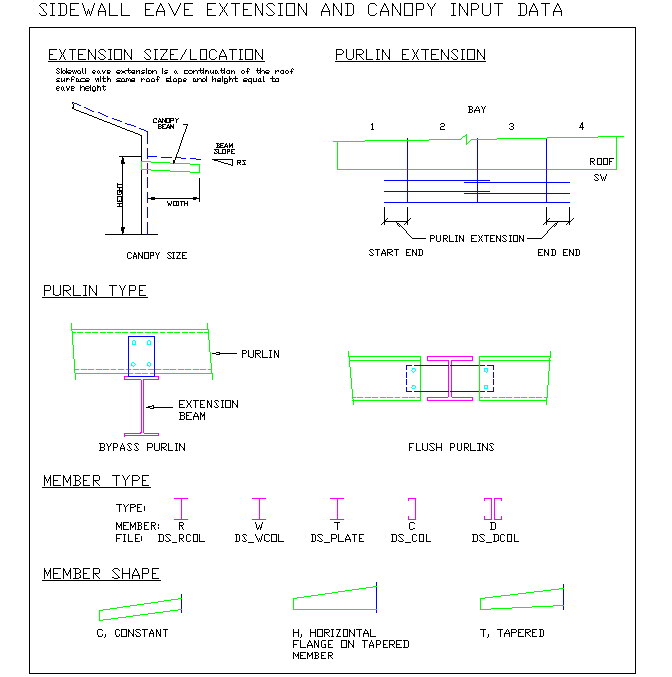 SIDEWALL EAVE EXTENSION AND CANOPY INPUT DATA
EXTENSION SIZE/LOCATION
Sidewall eave extension is a continuation of the roof
surface with same roof slope and height equal to
eave height
CANOPY
BEAM
BEAM
SLOPE
RS
HEIGHT
WIDTH
CANOPY SIZE
PURLIN EXTENSION
BAY
1 2 3 4
ROOF
SW
PURLIN EXTENSION
START END
END END
PURLIN TYPE
PURLIN
EXTENSION
BEAM
BYPASS PURLIN
FLUSH PURLINS
MEMBER TYPE
TYPE:
MEMBER: R W T C D
FILE: DS_RCOL DS_WCOL DS_PLATE DS_COL DS_DCOL
MEMBER SHAPE
C, CONSTANT
H, HORIZONTAL
FLANGE ON TAPERED
MEMBER
T, TAPERED